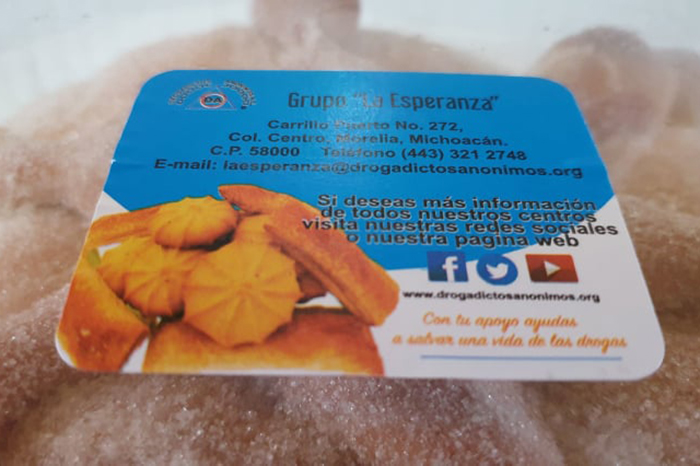 DA
Grupo "La Esperanza"
Carrillo Puerto No. 272,
Col. Centro, Morelia, Michoacán,
C.P. 58000 Teléfono (443) 321 2748
E-mail: laesperanza@drogadictosanonimos.org
Si deseas más información
de todos nuestros centros
visita nuestras redes sociales
o nuestra pagina web
www.drogadictosanonimos.org
Con tu apoyo ayudas
a salvar una vida de las drogas